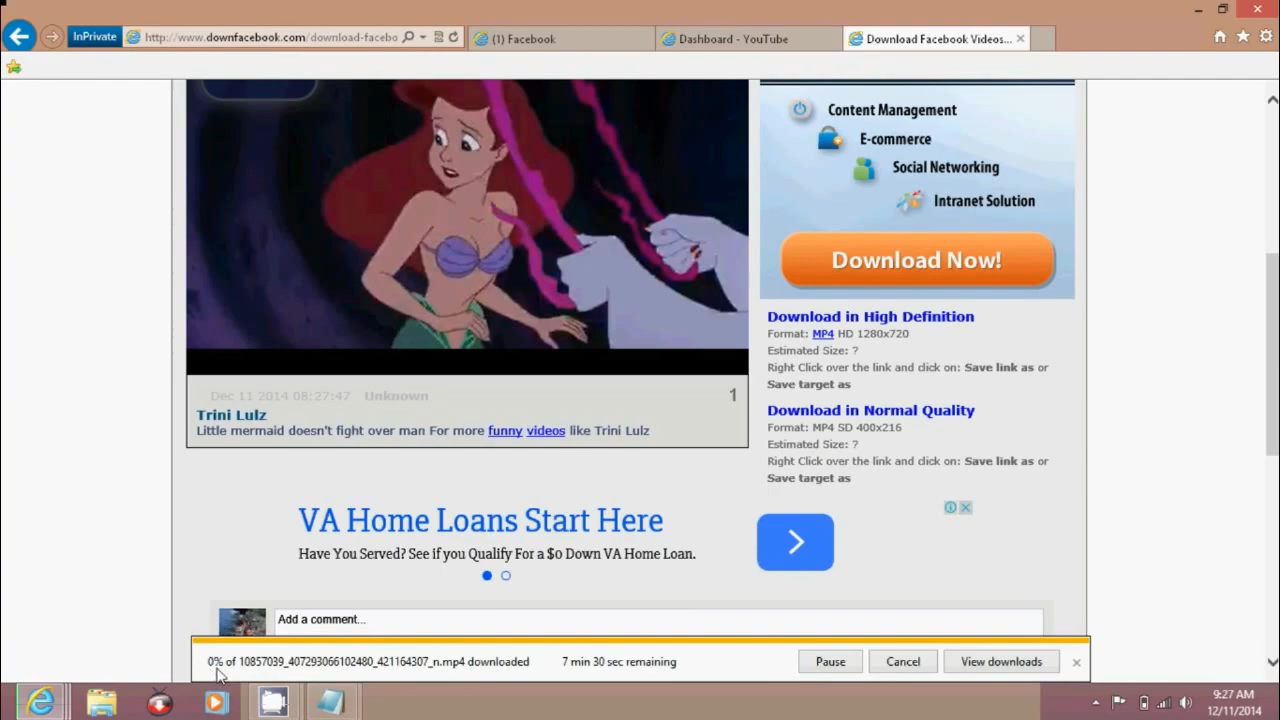 InPrivate
http://www.downfacebook.com/download-facebo
(1) Facebook
Dashboard - YouTube
Download Facebook Videos...
Content Management
E-commerce
Social Networking
Intranet Solution
Download Now!
Download in High Definition
Format: MP4 HD 1280x720
Estimated Size: ?
Right Click over the link and click on: Save link as or
Save target as
Dec 11 2014 08:27:47 Unknown 1
Trini Lulz
Little mermaid doesn't fight over man For more funny videos like Trini Lulz
Download in Normal Quality
Format: MP4 SD 400x216
Estimated Size: ?
Right Click over the link and click on: Save link as or
Save target as
VA Home Loans Start Here
Have You Served? See if you Qualify For a $0 Down VA Home Loan.
Add a comment...
0% of 10857039_407293066102480_421164307_n.mp4 downloaded 7 min 30 sec remaining Pause Cancel View downloads
9:27 AM
12/11/2014